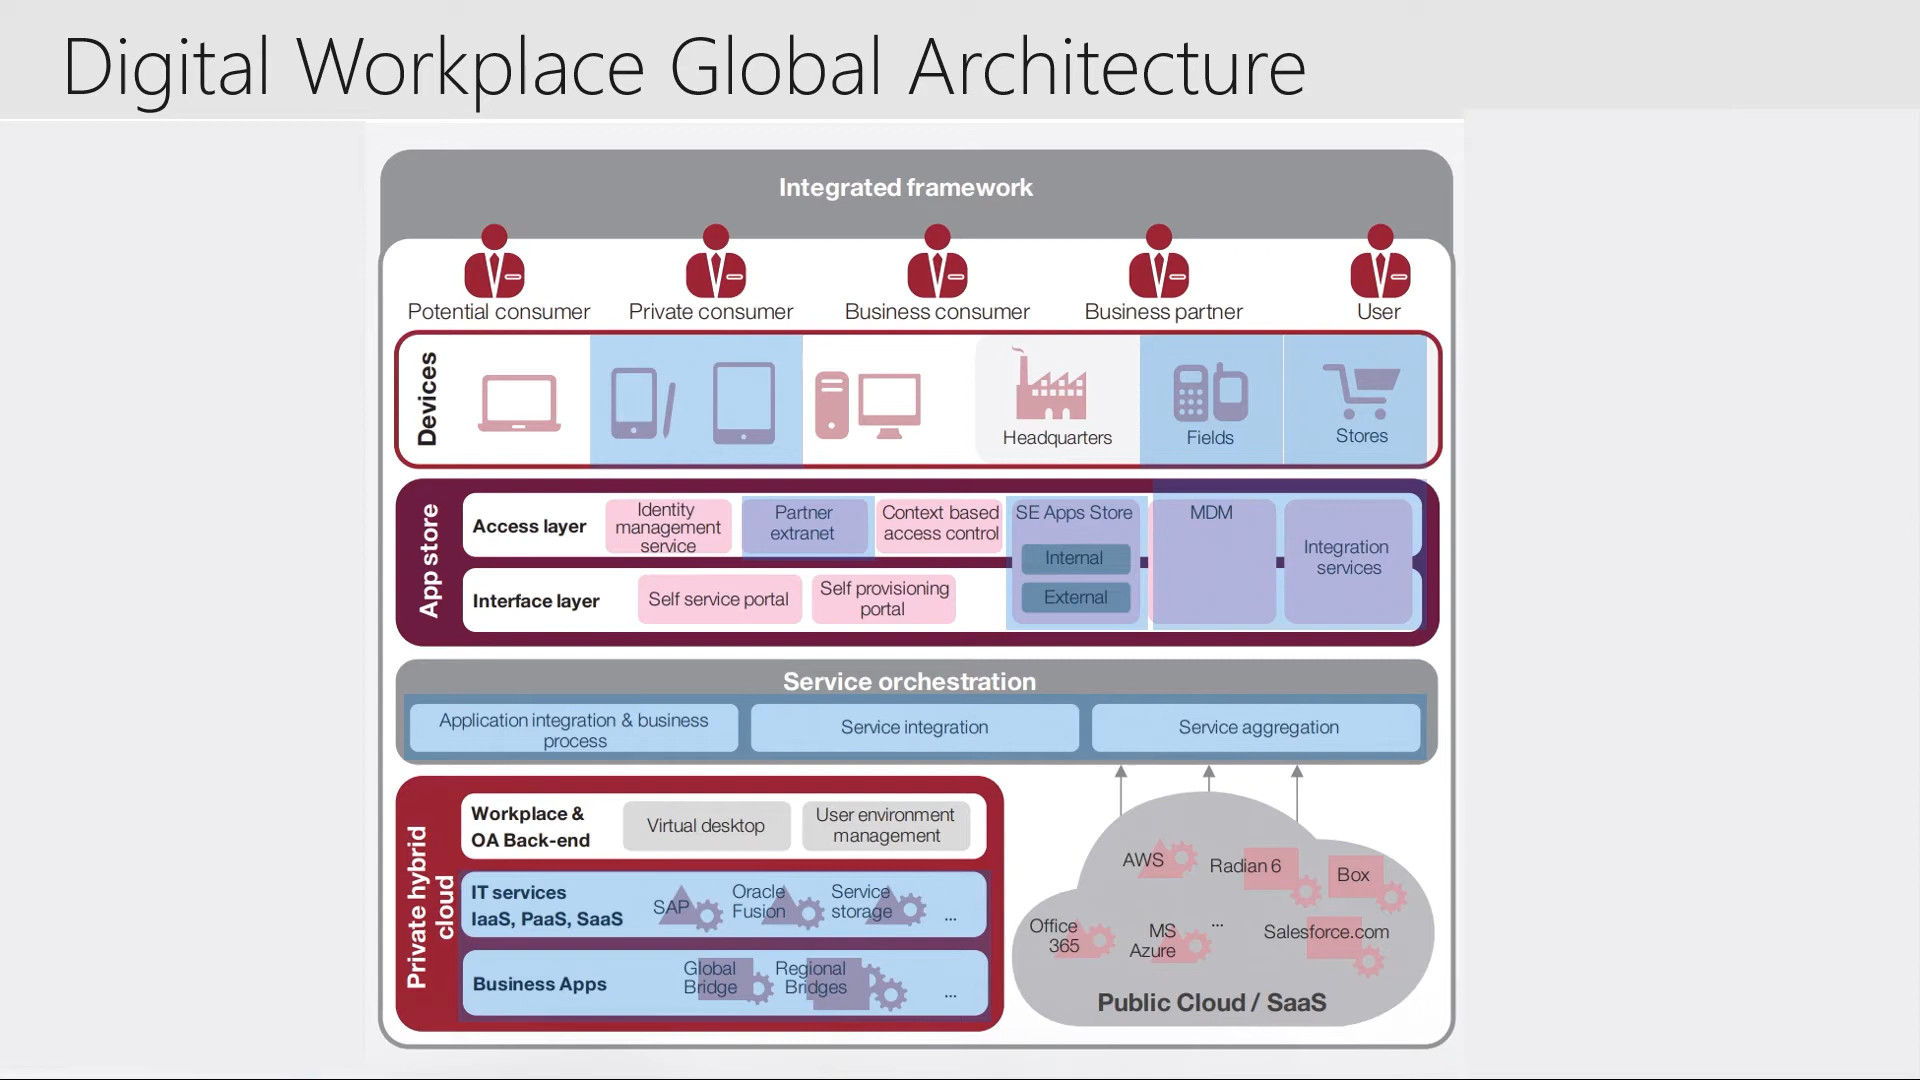 Digital Workplace Global Architecture
Integrated framework
Potential consumer
Private consumer
Business consumer
Business partner
User
Devices
Headquarters
Fields
Stores
App store
Access layer
Identity
management
service
Partner
extranet
Context based
access control
SE Apps Store
Internal
External
MDM
Integration
services
Interface layer
Self service portal
Self provisioning
portal
Service orchestration
Application integration & business
process
Service integration
Service aggregation
Private hybrid
cloud
Workplace &
OA Back-end
Virtual desktop
User environment
management
IT services
IaaS, PaaS, SaaS
SAP
Oracle
Fusion
Service
storage
...
Business Apps
Global
Bridge
Regional
Bridges
...
AWS
Radian 6
Box
Office
365
MS
Azure
...
Salesforce.com
Public Cloud / SaaS